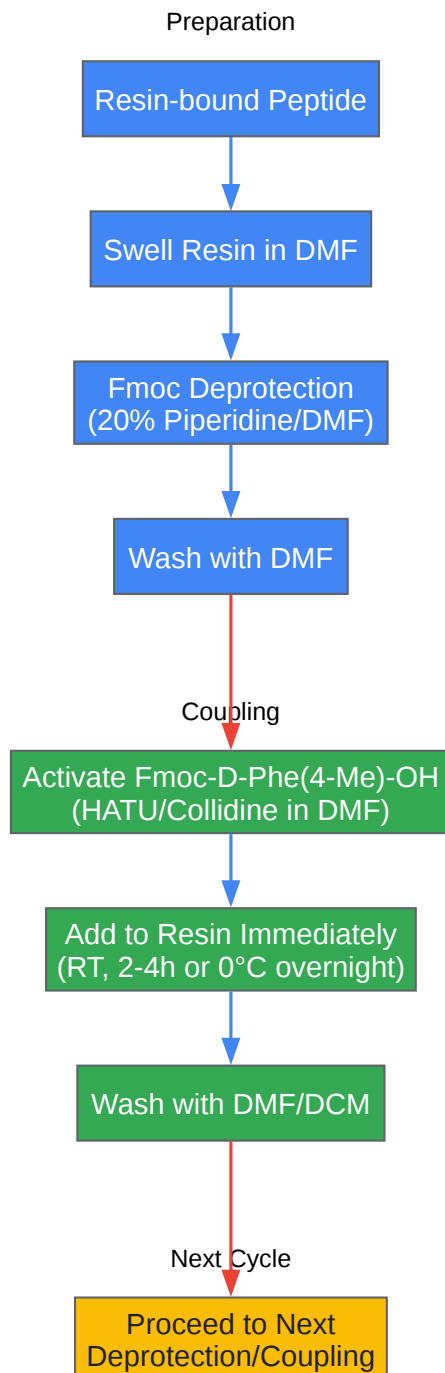 Preparation
Resin-bound Peptide
Swell Resin in DMF
Fmoc Deprotection
(20% Piperidine/DMF)
Wash with DMF
Coupling
Activate Fmoc-D-Phe(4-Me)-OH
(HATU/Collidine in DMF)
Add to Resin Immediately
(RT, 2-4h or 0°C overnight)
Wash with DMF/DCM
Next Cycle
Proceed to Next
Deprotection/Coupling